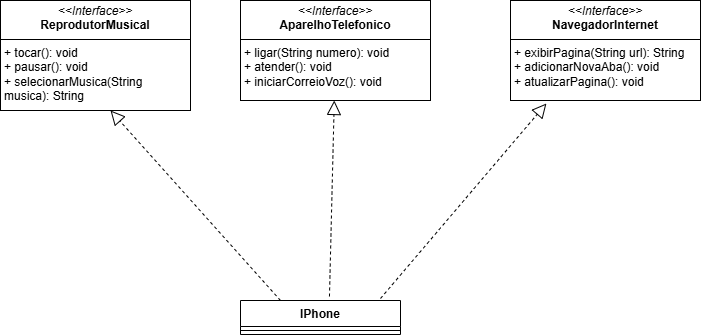 <<Interface>>
ReprodutorMusical
+ tocar(): void
+ pausar(): void
+ selecionarMusica(String
musica): String
<<Interface>>
AparelhoTelefonico
+ ligar(String numero): void
+ atender(): void
+ iniciarCorreioVoz(): void
<<Interface>>
NavegadorInternet
+ exibirPagina(String url): String
+ adicionarNovaAba(): void
+ atualizarPagina(): void
IPhone